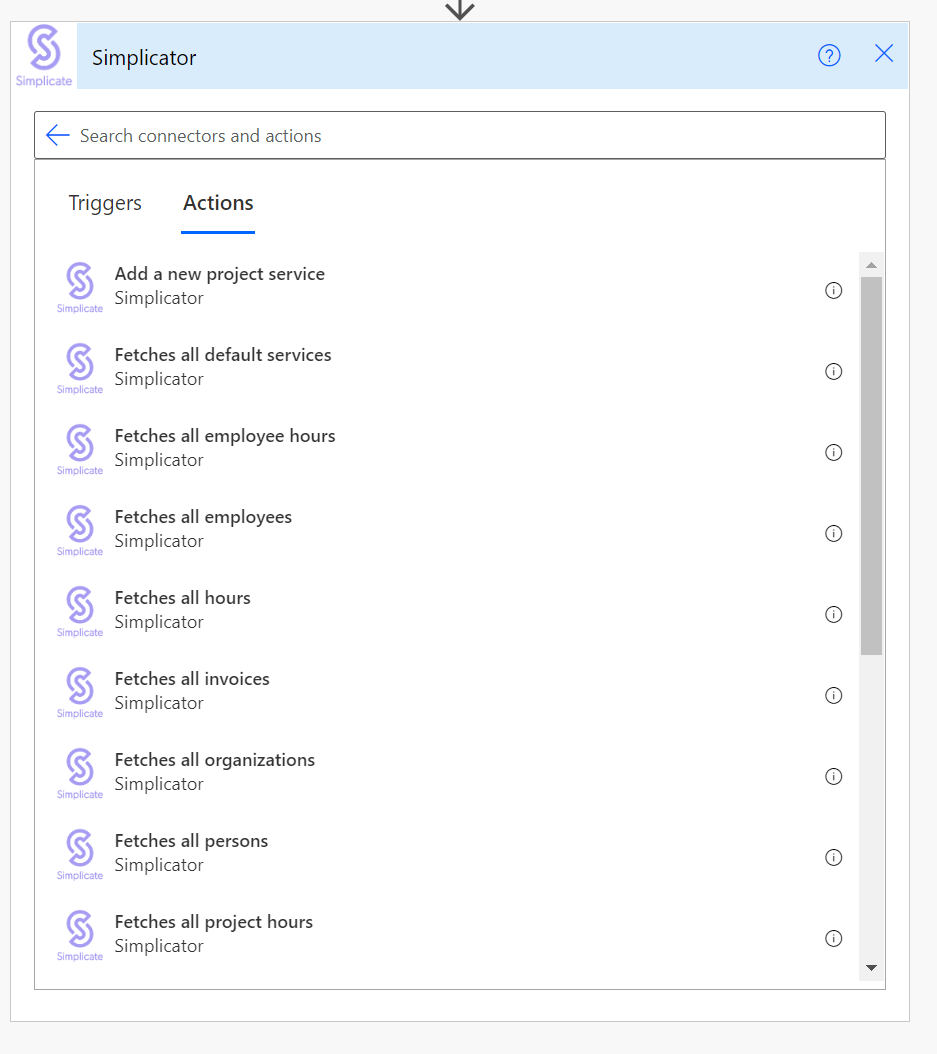 Simplicate
Simplicator
Search connectors and actions
Triggers
Actions
Simplicate
Add a new project service
Simplicator
Simplicate
Fetches all default services
Simplicator
Simplicate
Fetches all employee hours
Simplicator
Simplicate
Fetches all employees
Simplicator
Simplicate
Fetches all hours
Simplicator
Simplicate
Fetches all invoices
Simplicator
Simplicate
Fetches all organizations
Simplicator
Simplicate
Fetches all persons
Simplicator
Simplicate
Fetches all project hours
Simplicator
Simplicate